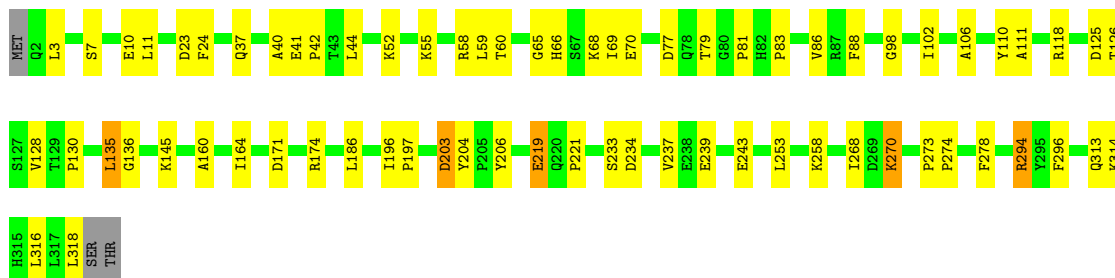 MET Q2 L3 S7 E10 L11 D23 F24 Q37 A40 E41 P42 T43 L44 K52 K55 R58 L59 T60 G65 H66 S67 K68 I69 E70 D77 Q78 T79 G80 P81 H82 P83 V86 R87 F88 G98 I102 A106 Y110 A111 R118 D125 T126
S127 V128 T129 P130 L135 G136 K145 A160 I164 D171 R174 L186 I196 P197 D203 Y204 P205 Y206 E219 Q220 P221 S233 D234 V237 E238 E239 E243 L253 K258 I268 D269 K270 P273 P274 F278 R294 Y295 F296 Q313
H315 L316 L317 L318 SER THR